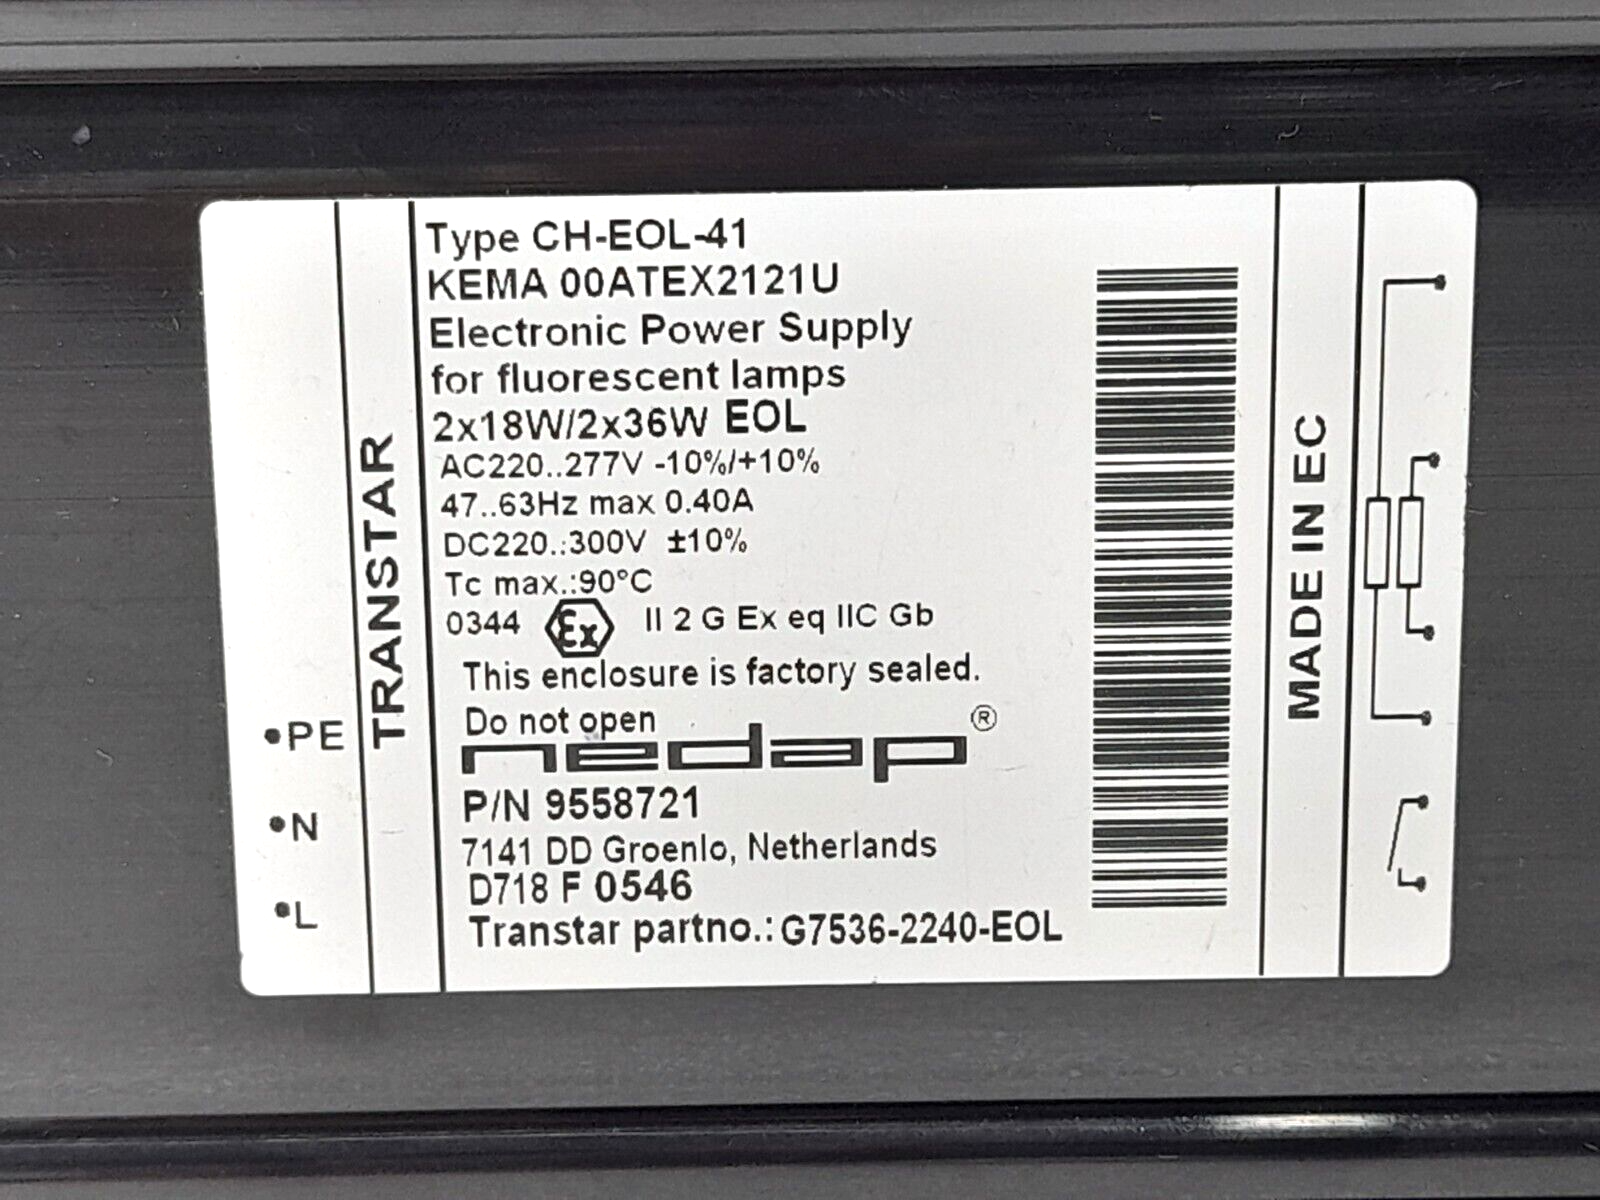 Type CH-EOL-41
KEMA 00ATEX2121U
Electronic Power Supply
for fluorescent lamps
2x18W/2x36W EOL
AC220..277V -10%/+10%
47..63Hz max 0.40A
DC220.:300V ±10%
Tc max.:90°C
0344 Ex II 2 G Ex eq IIC Gb
This enclosure is factory sealed.
Do not open
nedap ®
P/N 9558721
7141 DD Groenlo, Netherlands
D718 F 0546
Transtar partno.: G7536-2240-EOL
TRANSTAR
•PE
•N
•L
MADE IN EC